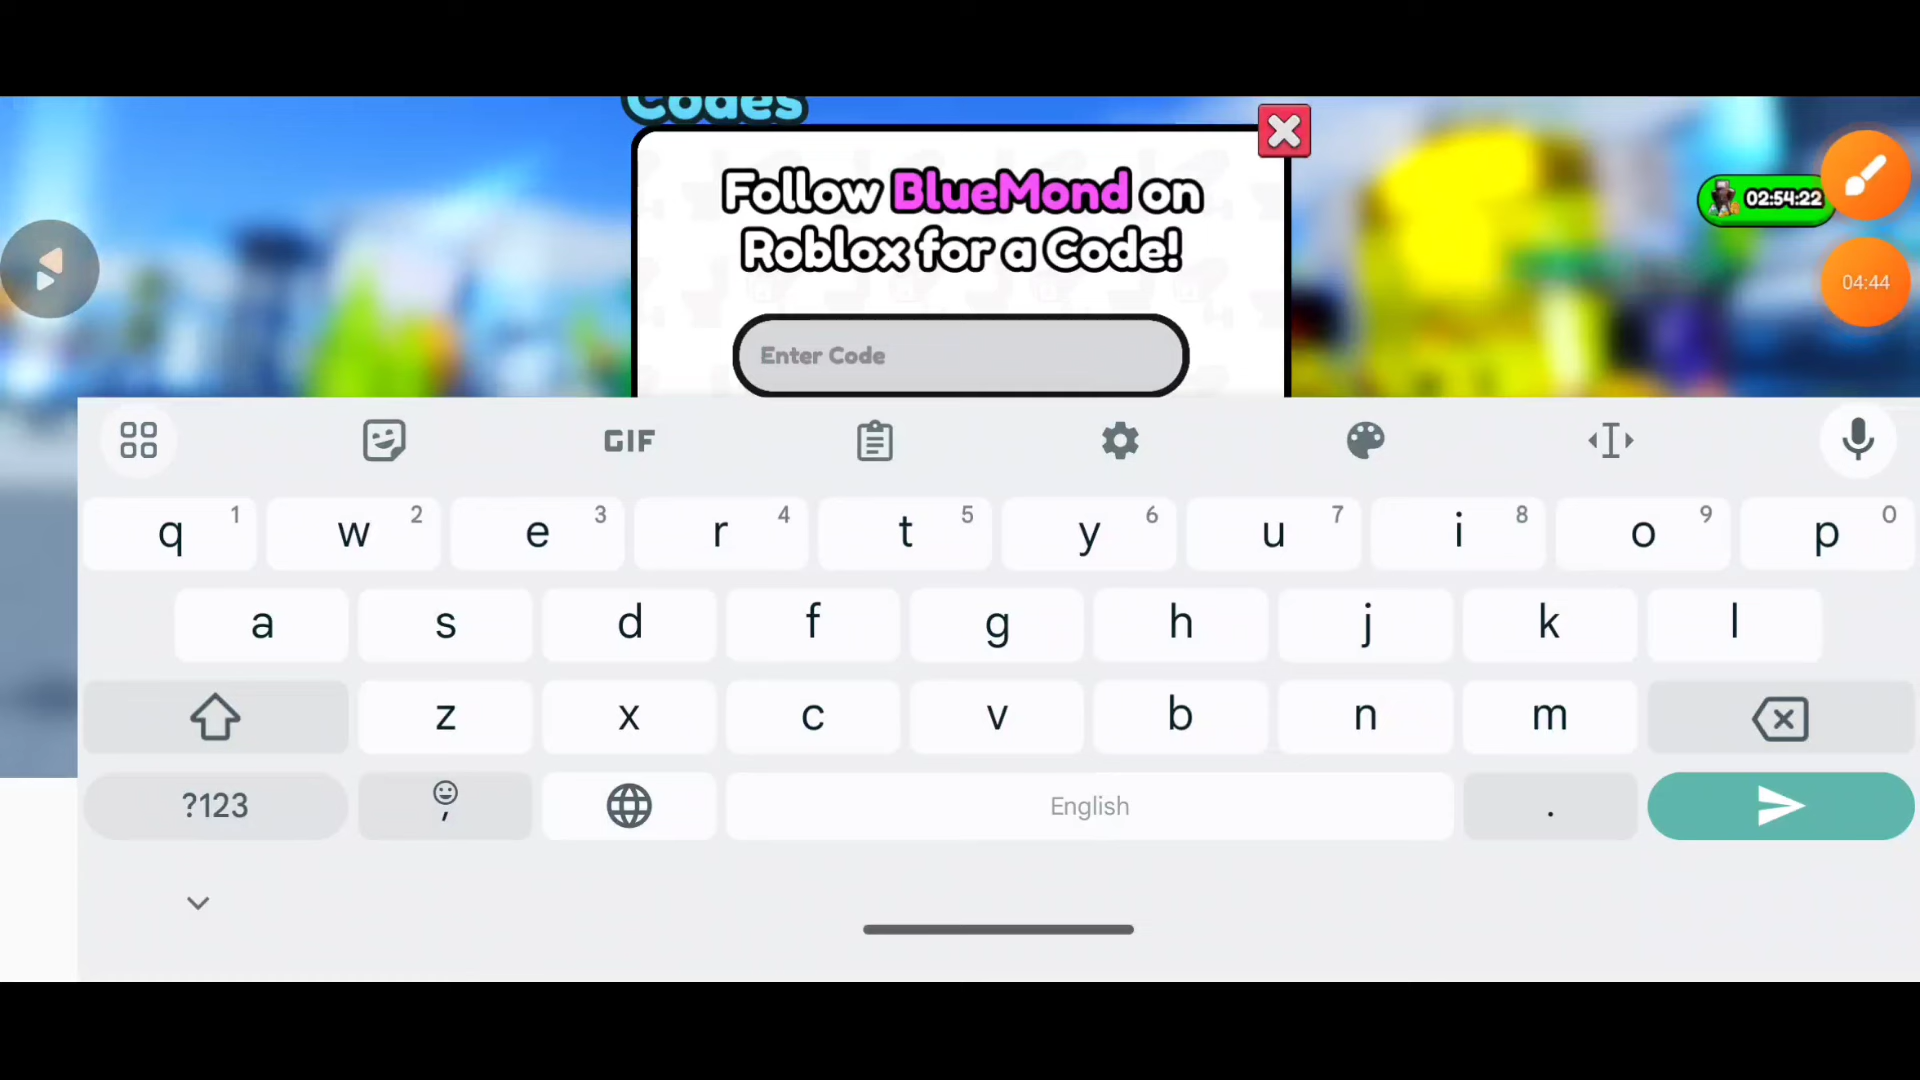 Codes
Follow BlueMond on
Roblox for a Code!
02:54:22
04:44
Enter Code
GIF
q 1 w 2 e 3 r 4 t 5 y 6 u 7 i 8 o 9 p 0
a s d f g h j k l
z x c v b n m
?123 , English .